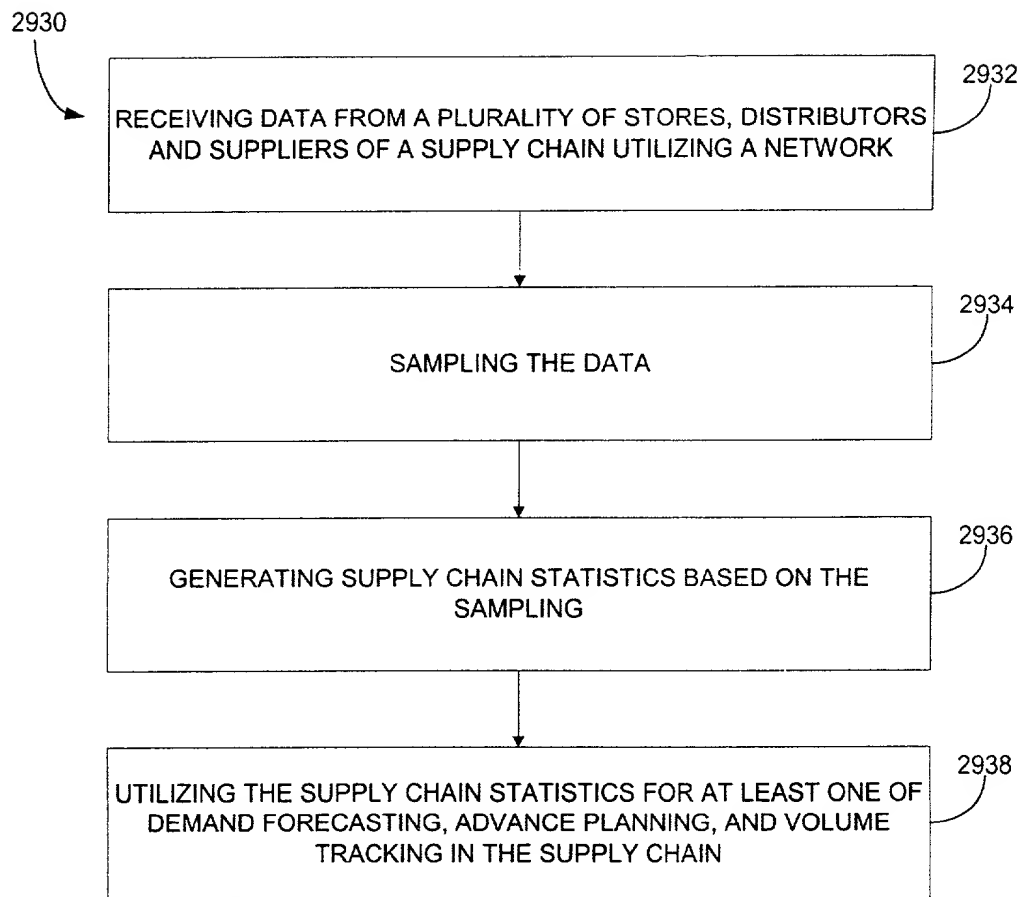 2930
2932
RECEIVING DATA FROM A PLURALITY OF STORES, DISTRIBUTORS
AND SUPPLIERS OF A SUPPLY CHAIN UTILIZING A NETWORK
2934
SAMPLING THE DATA
2936
GENERATING SUPPLY CHAIN STATISTICS BASED ON THE
SAMPLING
2938
UTILIZING THE SUPPLY CHAIN STATISTICS FOR AT LEAST ONE OF
DEMAND FORECASTING, ADVANCE PLANNING, AND VOLUME
TRACKING IN THE SUPPLY CHAIN